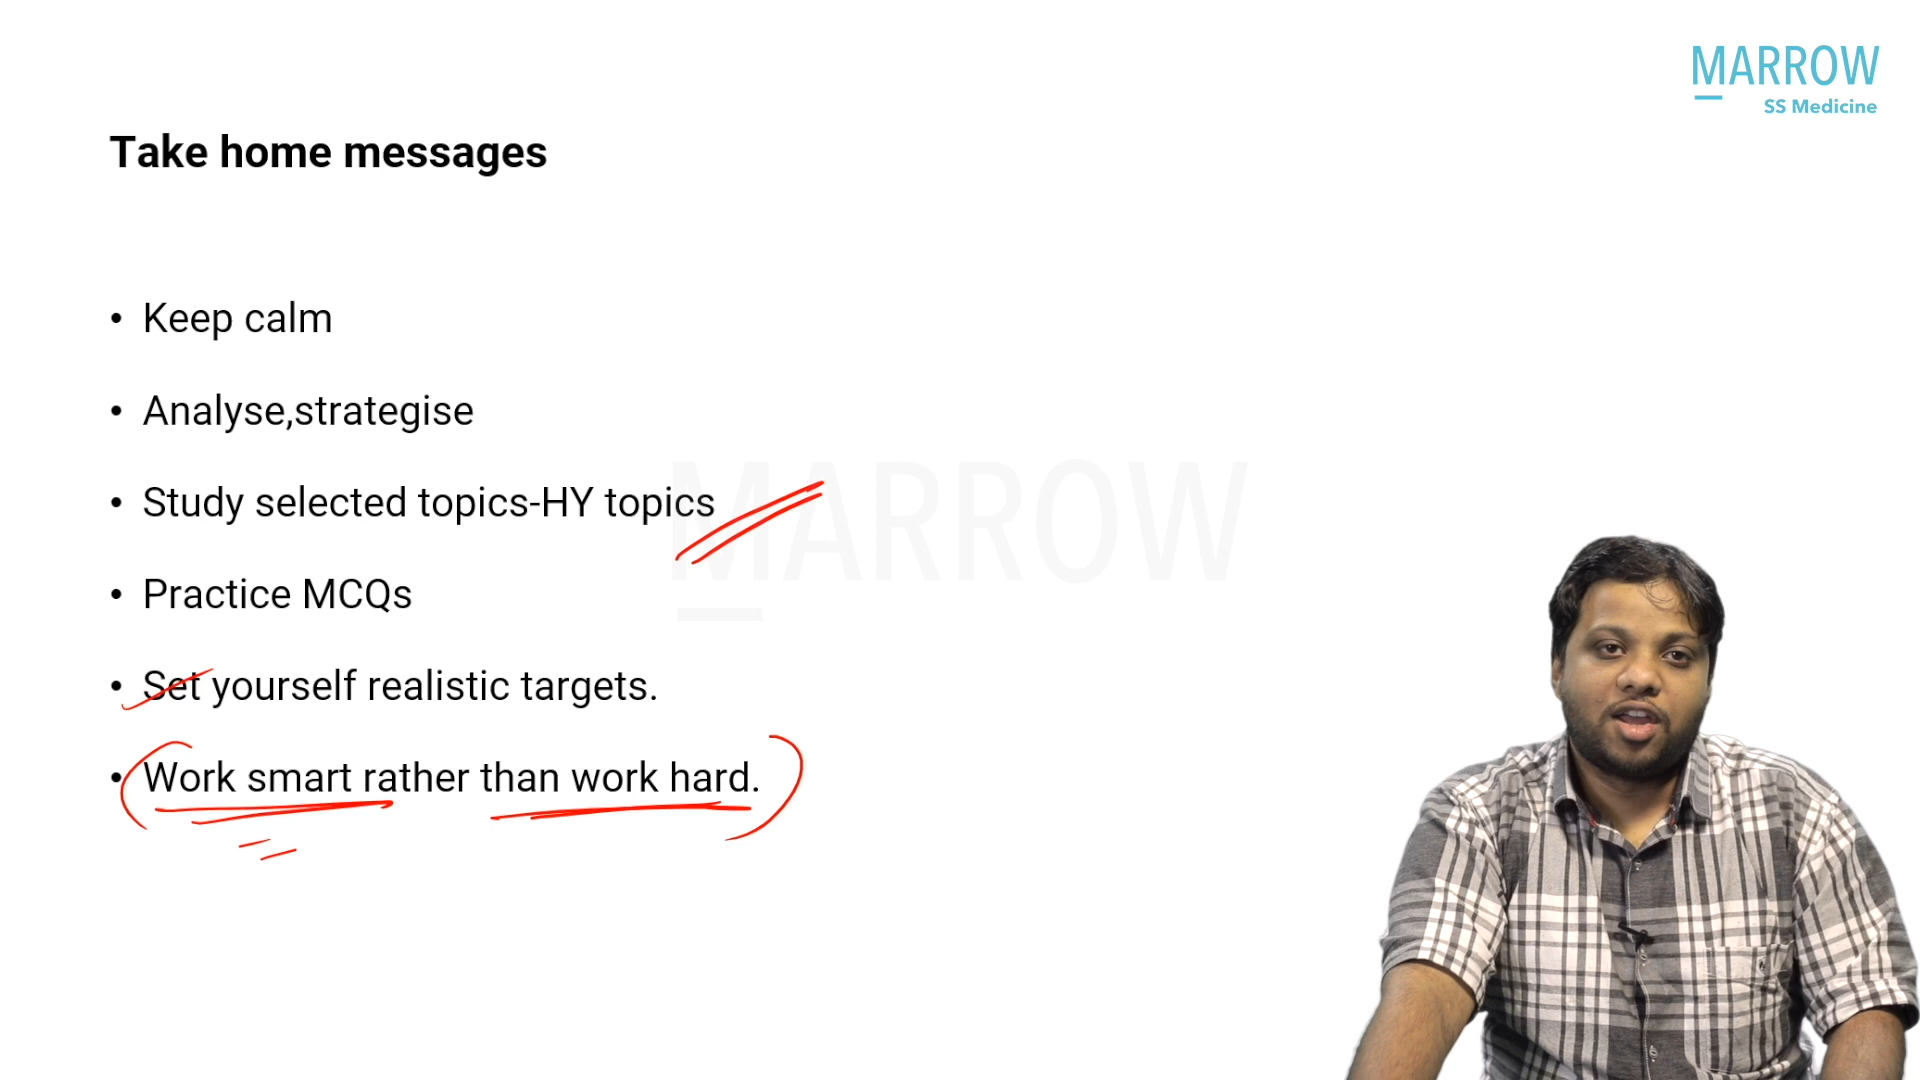 MARROW
SS Medicine
Take home messages
• Keep calm
• Analyse,strategise
• Study selected topics-HY topics
MARROW
• Practice MCQs
• Set yourself realistic targets.
• Work smart rather than work hard.